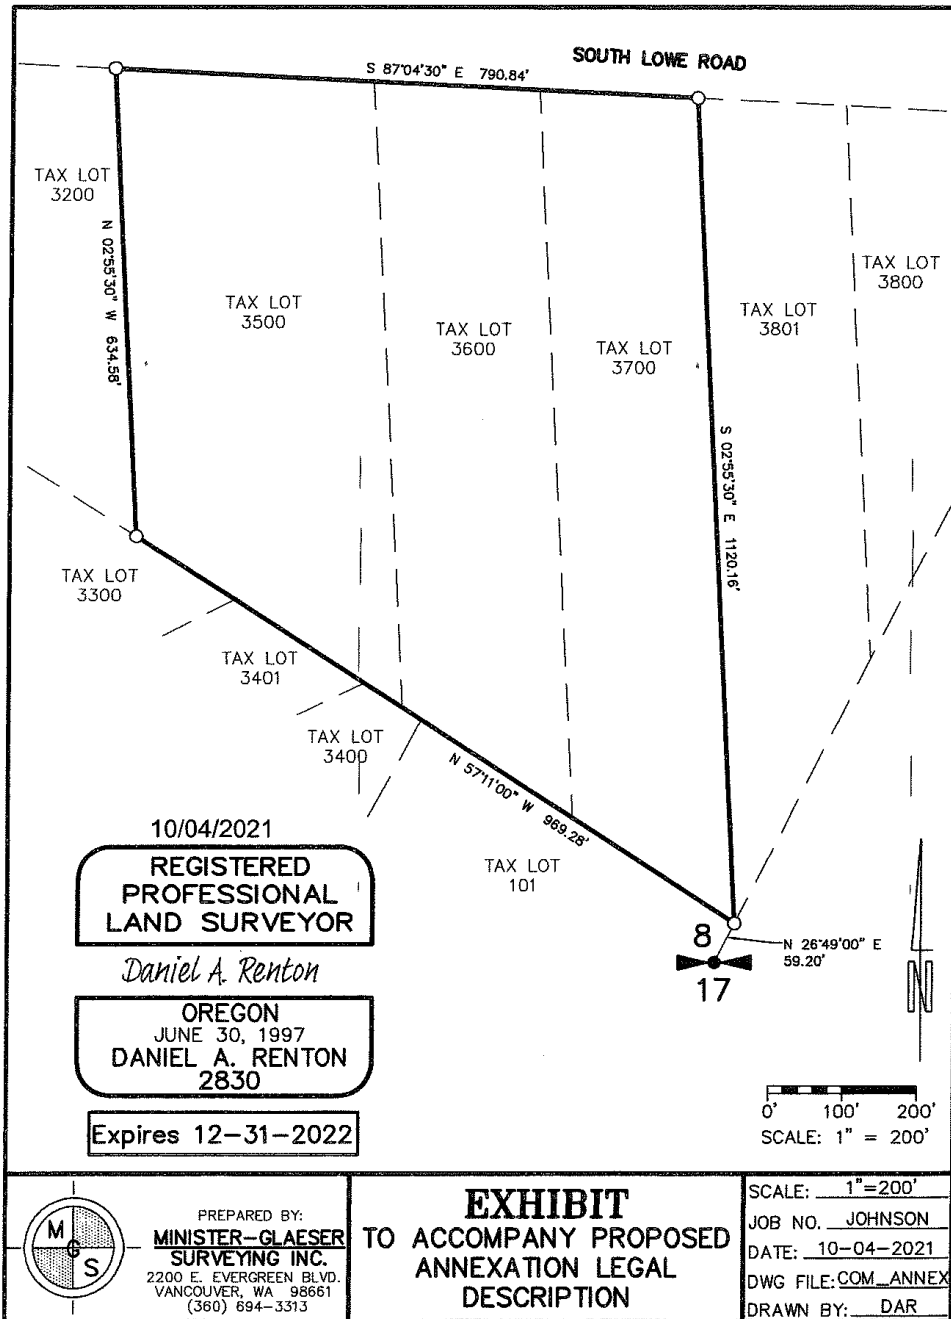 SOUTH LOWE ROAD
S 87°04'30" E 790.84'
TAX LOT
3200
N 02°55'30" W 634.58'
TAX LOT
3500
TAX LOT
3600
TAX LOT
3700
TAX LOT
3801
TAX LOT
3800
S 02°55'30" E 1120.16'
TAX LOT
3300
TAX LOT
3401
TAX LOT
3400
N 57°11'00" W 969.28'
TAX LOT
101
8
17
N 26°49'00" E
59.20'
10/04/2021
REGISTERED
PROFESSIONAL
LAND SURVEYOR
Daniel A. Renton
OREGON
JUNE 30, 1997
DANIEL A. RENTON
2830
Expires 12-31-2022
N
0' 100' 200'
SCALE: 1" = 200'
M
G
S
PREPARED BY:
MINISTER-GLAESER
SURVEYING INC.
2200 E. EVERGREEN BLVD.
VANCOUVER, WA 98661
(360) 694-3313
EXHIBIT
TO ACCOMPANY PROPOSED
ANNEXATION LEGAL
DESCRIPTION
SCALE: 1"=200'
JOB NO. JOHNSON
DATE: 10-04-2021
DWG FILE: COM_ANNEX
DRAWN BY: DAR